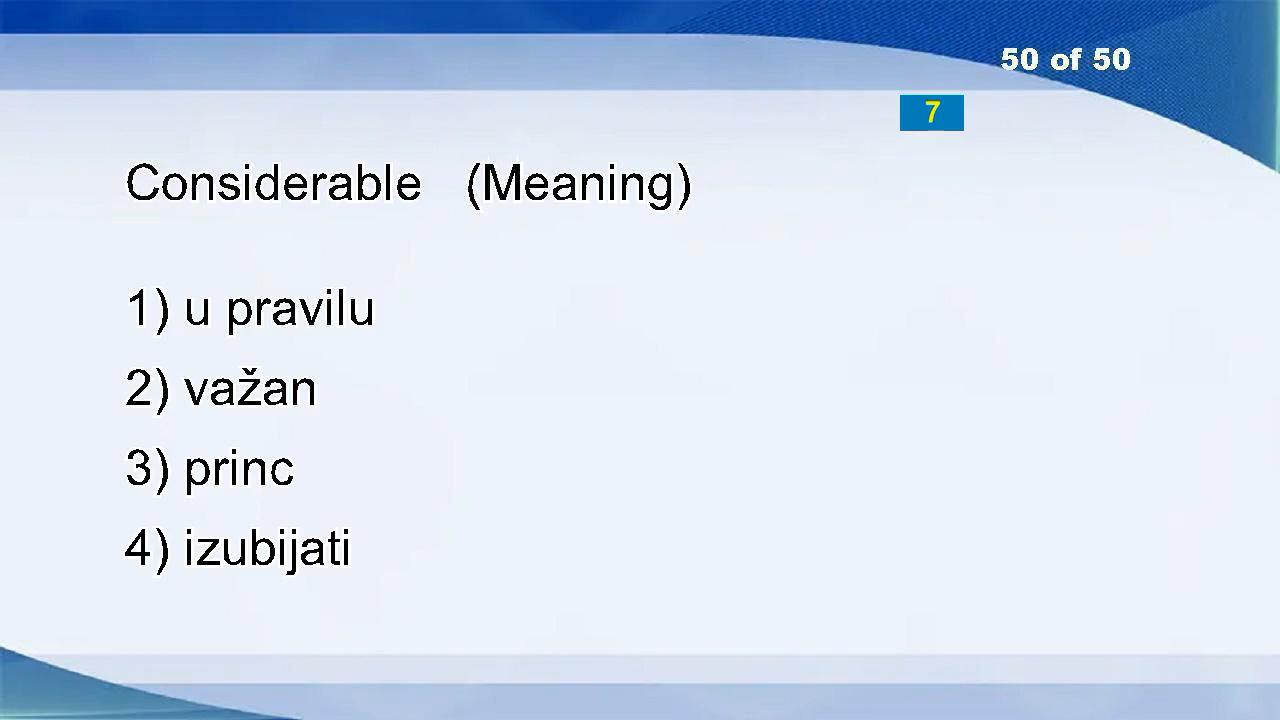 50 of 50
7
Considerable (Meaning)
1) u pravilu
2) važan
3) princ
4) izubijati